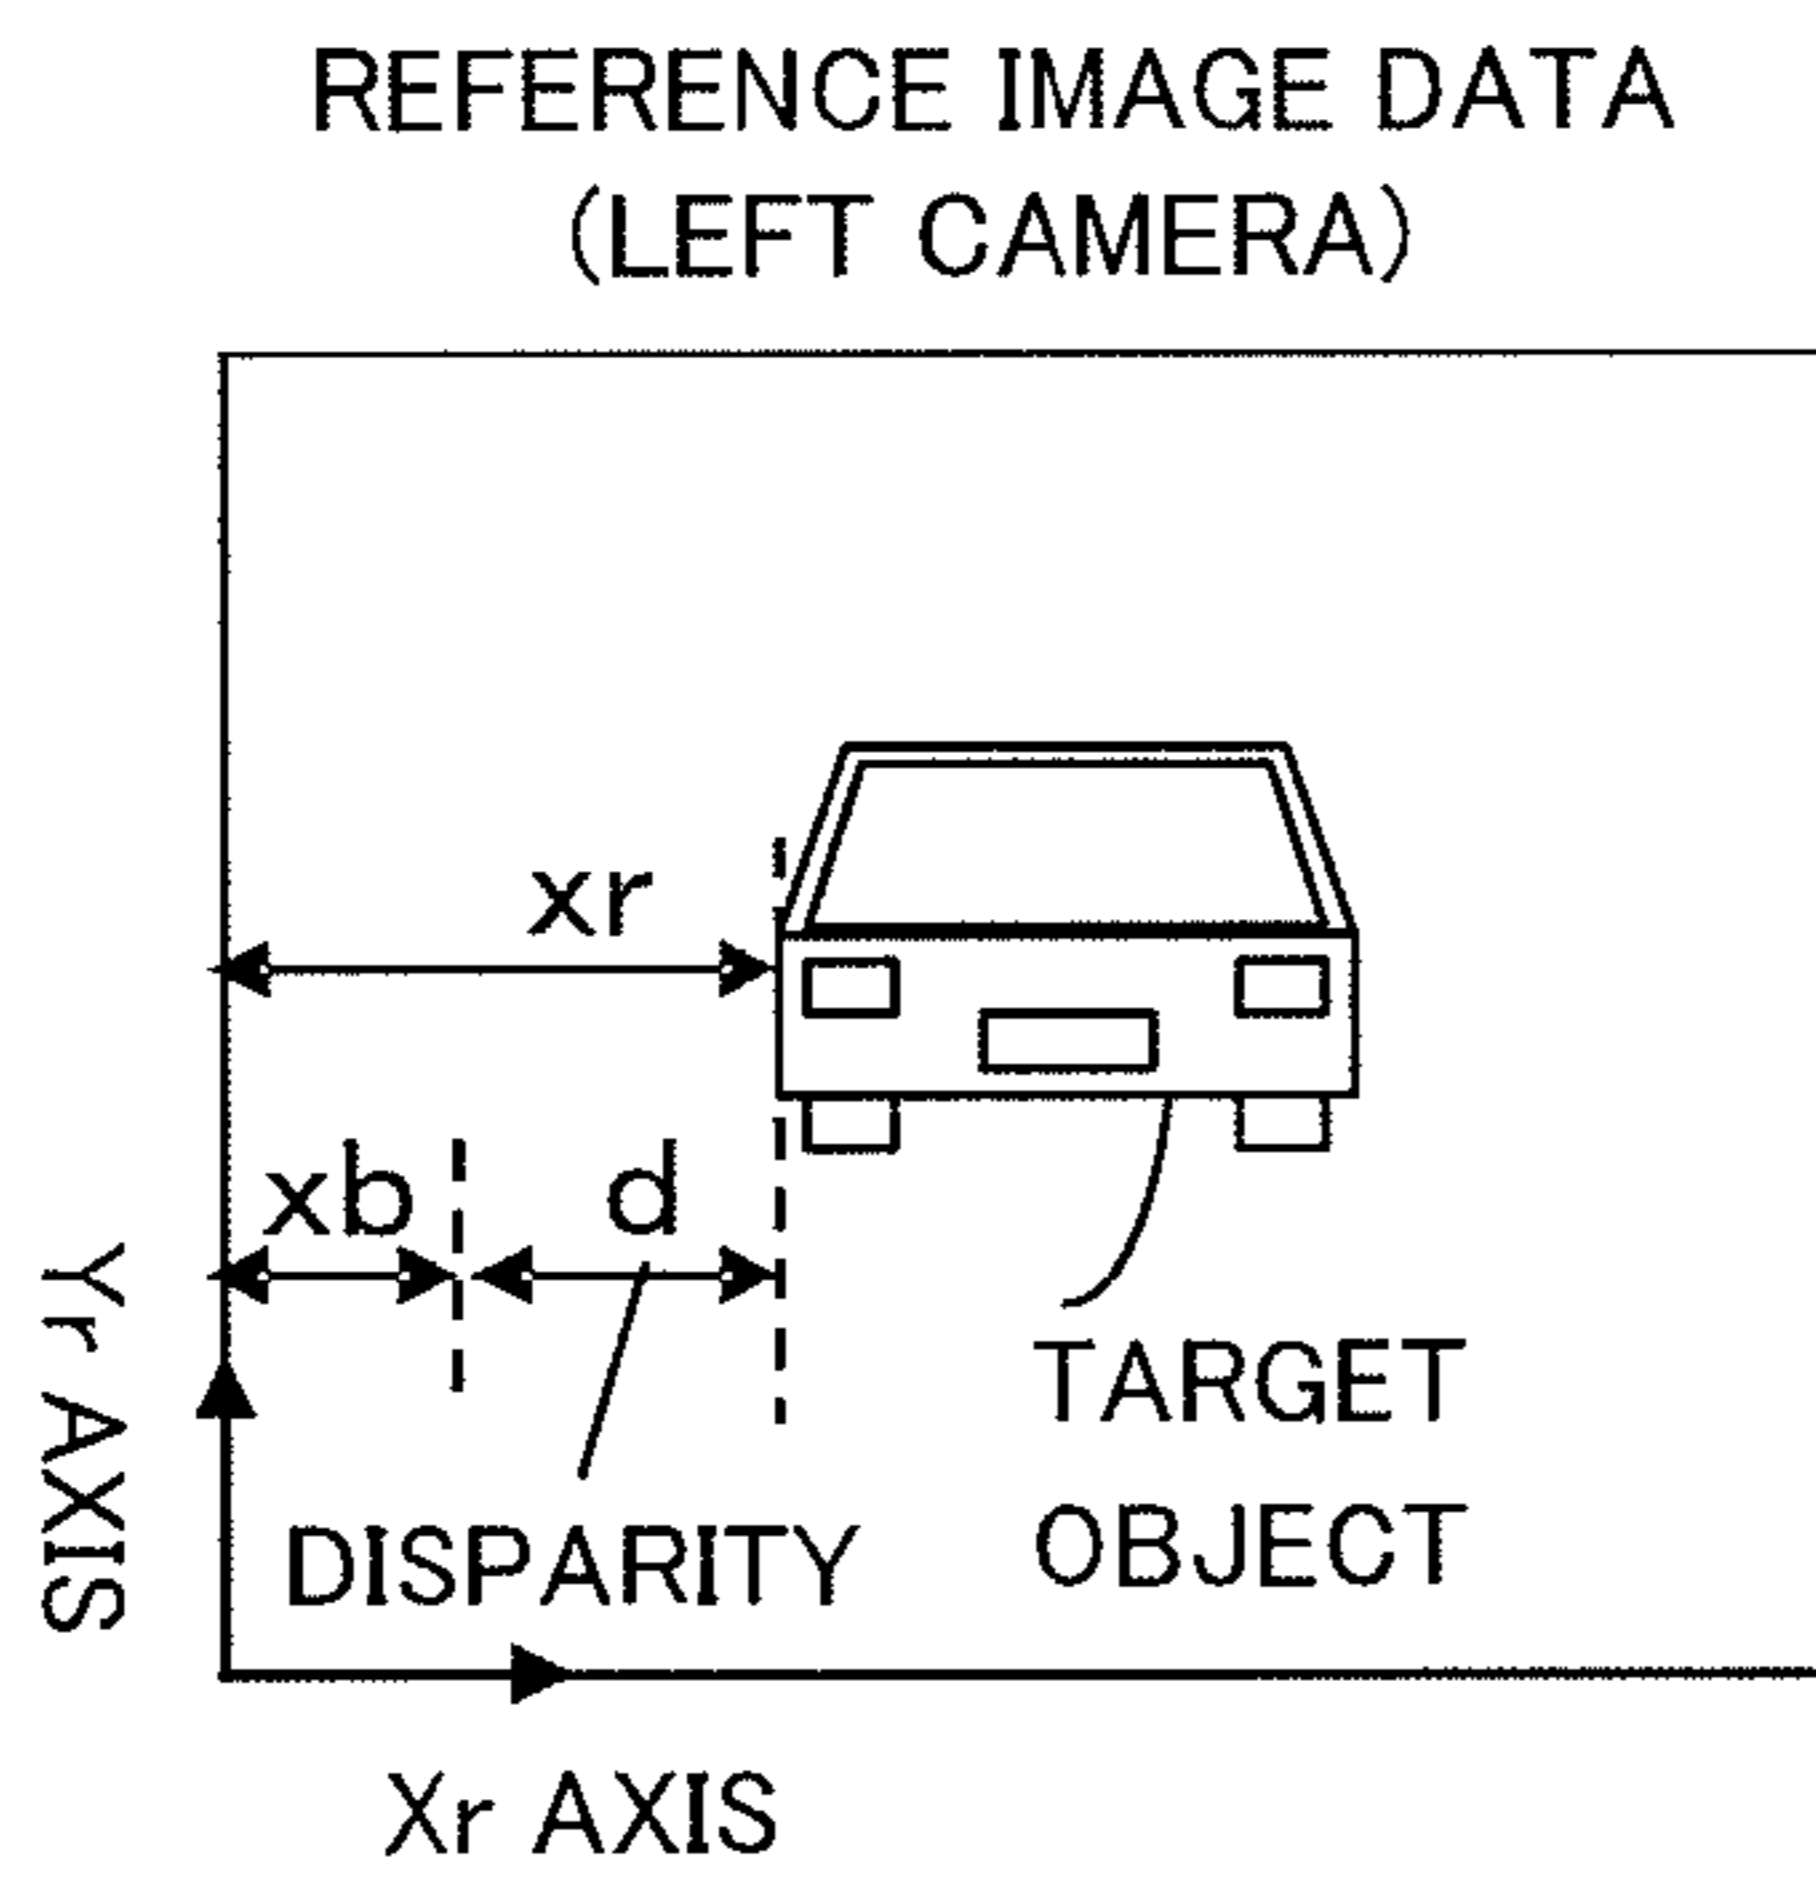 REFERENCE IMAGE DATA
(LEFT CAMERA)
xr
xb
d
Yr AXIS
TARGET
OBJECT
DISPARITY
Xr AXIS